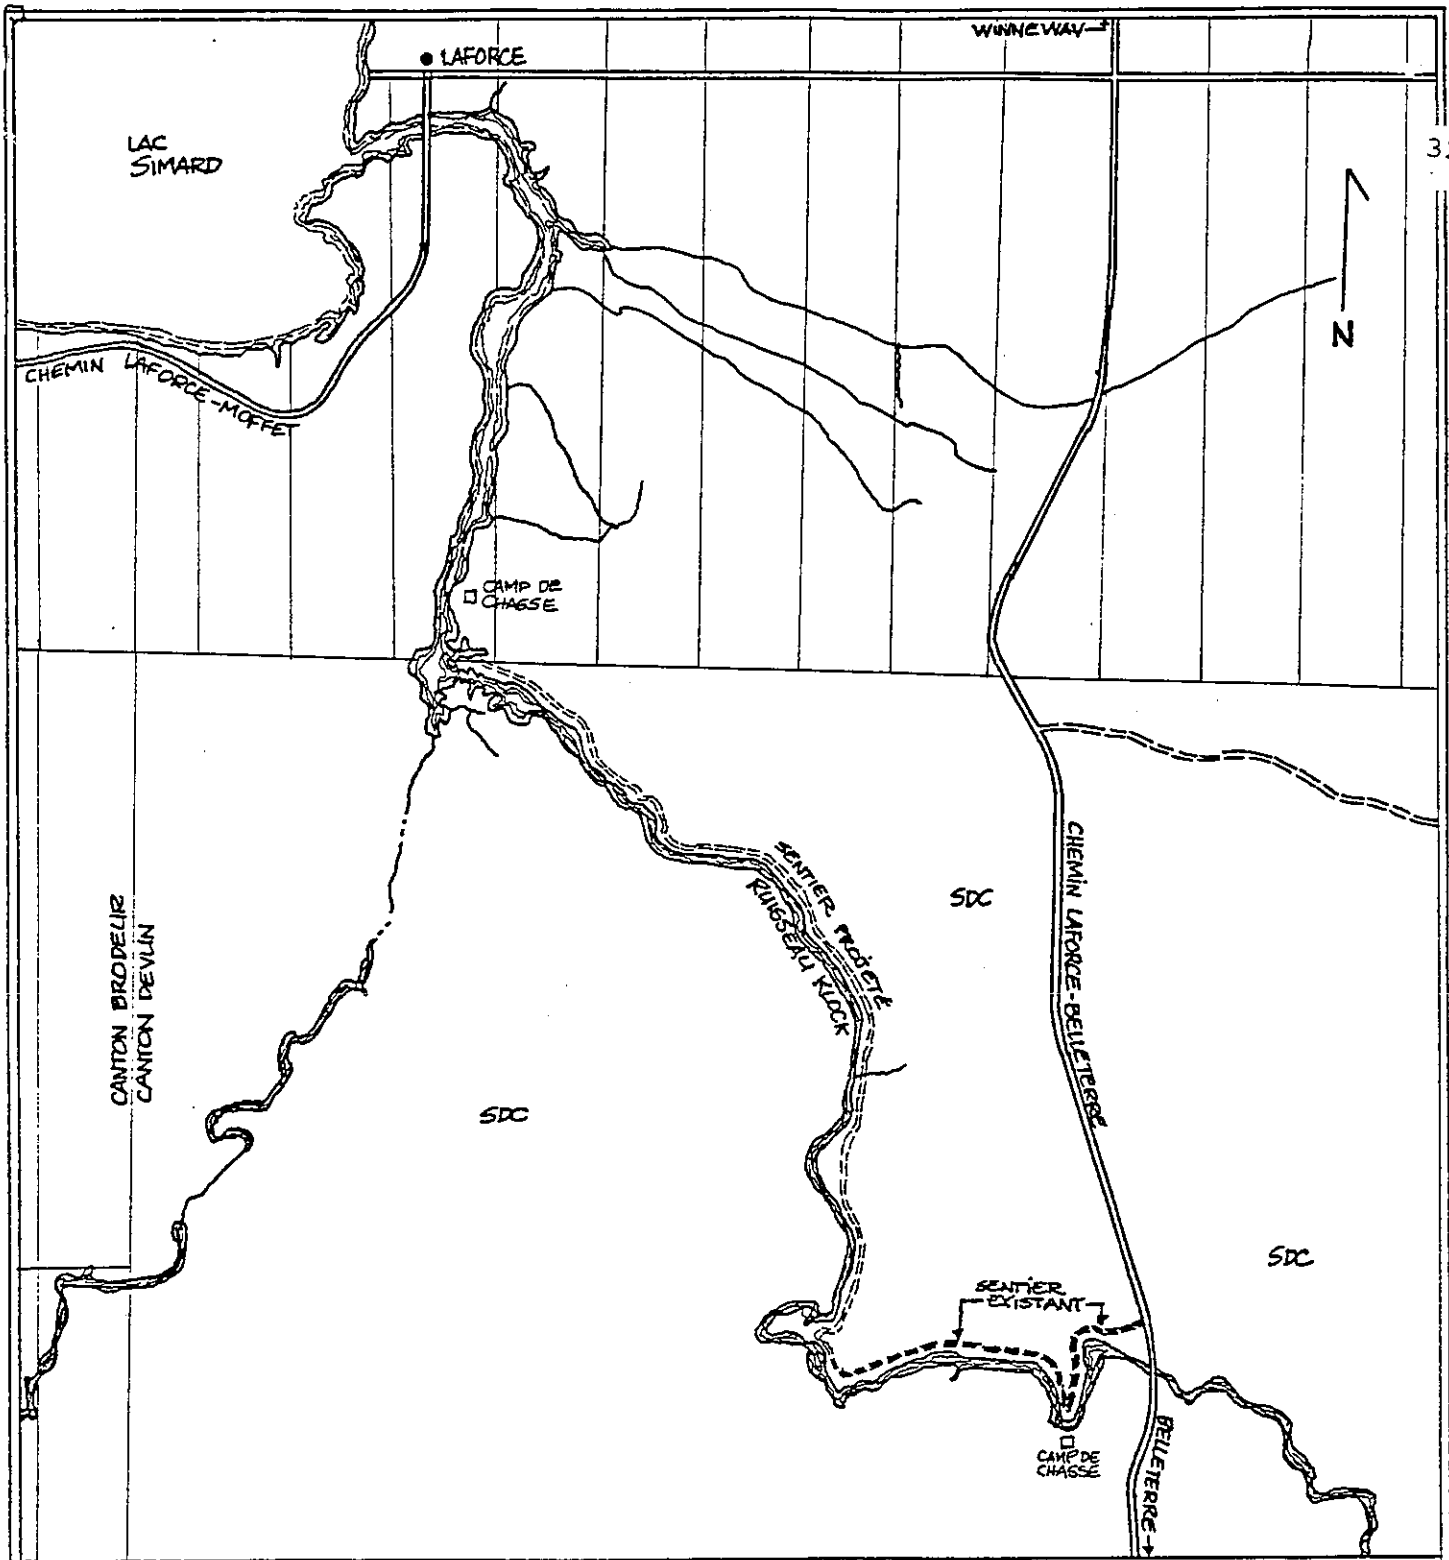 WINNEWAY
LAFORCE
LAC
SIMARD
N
CHEMIN LAFORCE-MOFFET
CAMP DE
CHASSE
SENTIER PROJETÉ
RUISSEAU KLOCK
SDC
CHEMIN LAFORCE-BELLETERRE
CANTON BRODEUR
CANTON DEVLIN
SDC
SDC
SENTIER
EXISTANT
CAMP DE
CHASSE
BELLETERRE